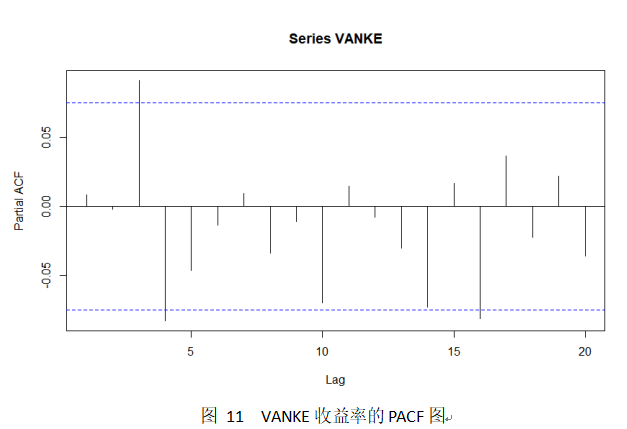 Series VANKE
Partial ACF
0.05
0.00
-0.05
5
10
15
20
Lag
图 11 VANKE 收益率的 PACF 图